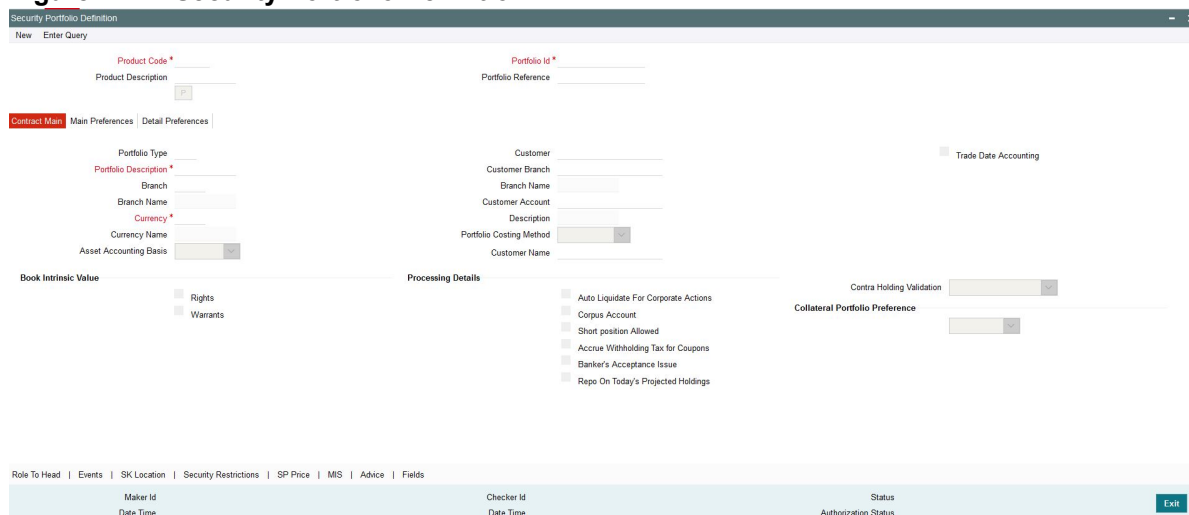 Security Portfolio Definition
New Enter Query
Product Code * Portfolio Id *
Product Description Portfolio Reference
P
Contract Main Main Preferences Detail Preferences
Portfolio Type Customer Trade Date Accounting
Portfolio Description * Customer Branch
Branch Branch Name
Branch Name Customer Account
Currency * Description
Currency Name Portfolio Costing Method
Asset Accounting Basis Customer Name
Book Intrinsic Value Processing Details
Contra Holding Validation
Rights Auto Liquidate For Corporate Actions
Collateral Portfolio Preference
Warrants Corpus Account
Short position Allowed
Accrue Withholding Tax for Coupons
Banker's Acceptance Issue
Repo On Today's Projected Holdings
Role To Head | Events | SK Location | Security Restrictions | SP Price | MIS | Advice | Fields
Maker Id Checker Id Status
Exit
Date Time Date Time Authorization Status